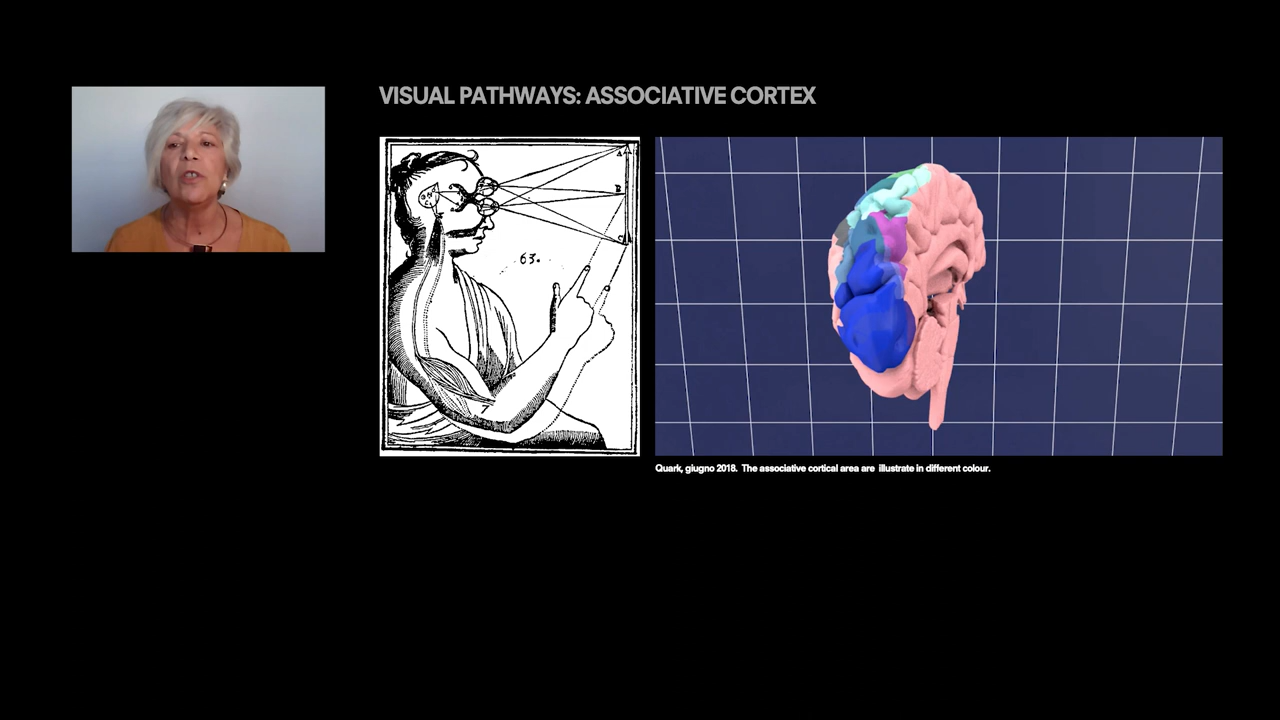 VISUAL PATHWAYS: ASSOCIATIVE CORTEX
A
B
63.
C
Quark, giugno 2018. The associative cortical area are illustrate in different colour.